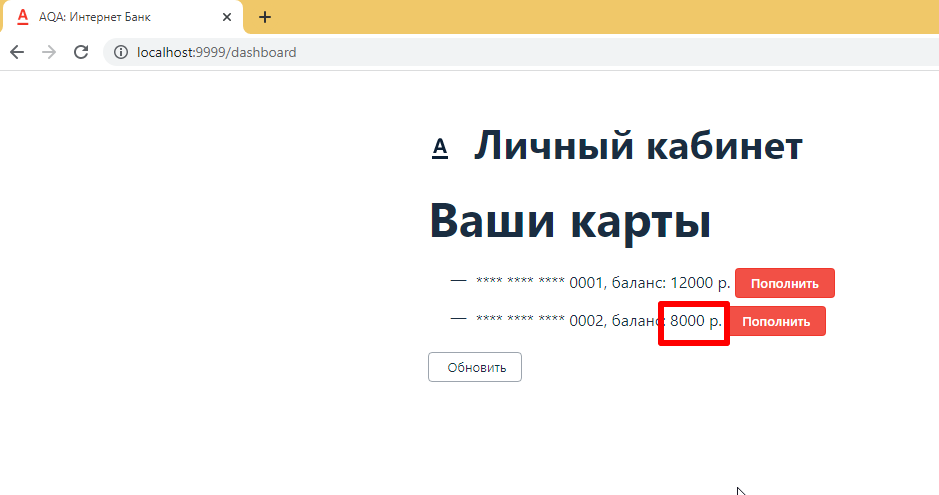 AQA: Интернет Банк
localhost:9999/dashboard
A Личный кабинет
Ваши карты
— **** **** **** 0001, баланс: 12000 р. Пополнить
— **** **** **** 0002, баланс: 8000 р. Пополнить
Обновить